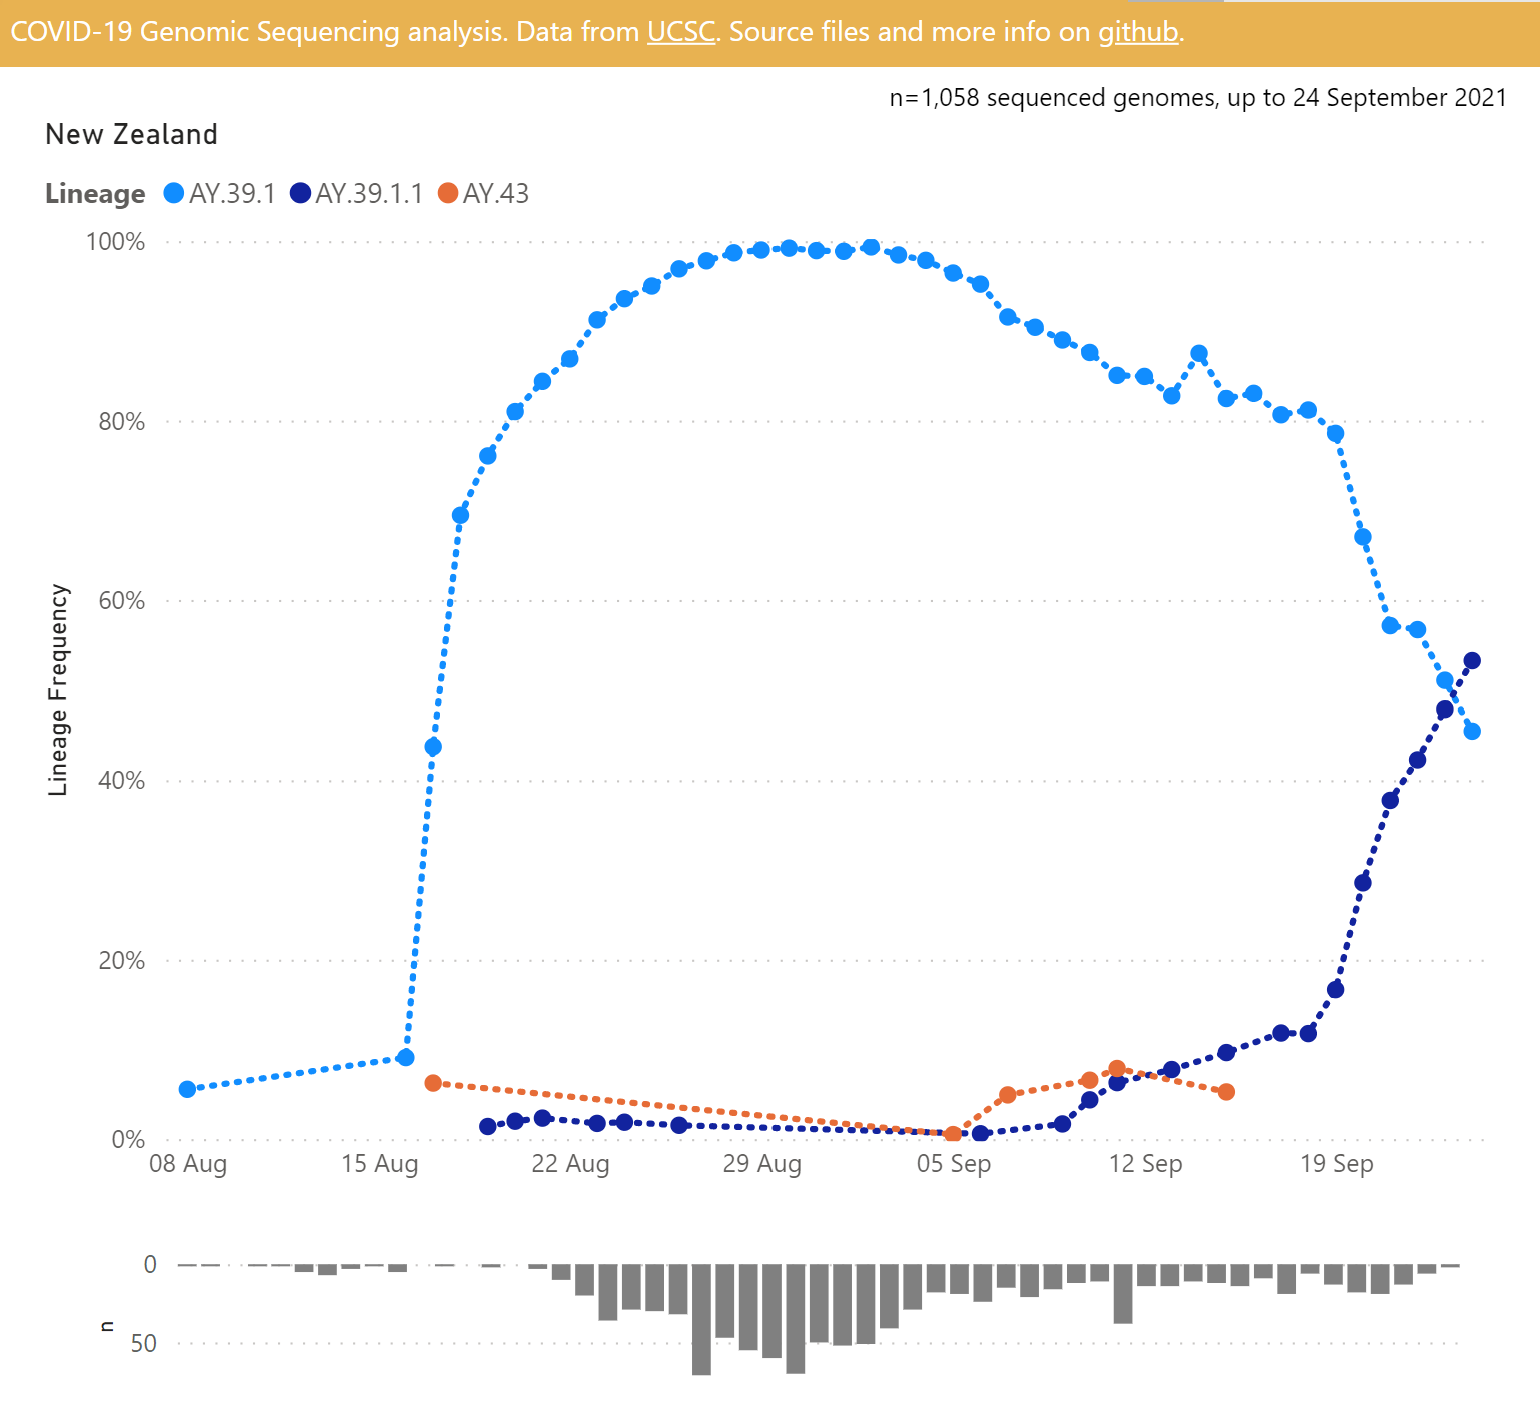 COVID-19 Genomic Sequencing analysis. Data from UCSC. Source files and more info on github.
n=1,058 sequenced genomes, up to 24 September 2021
New Zealand
Lineage AY.39.1 AY.39.1.1 AY.43
Lineage Frequency
100%
80%
60%
40%
20%
0%
08 Aug 15 Aug 22 Aug 29 Aug 05 Sep 12 Sep 19 Sep
n
0
50